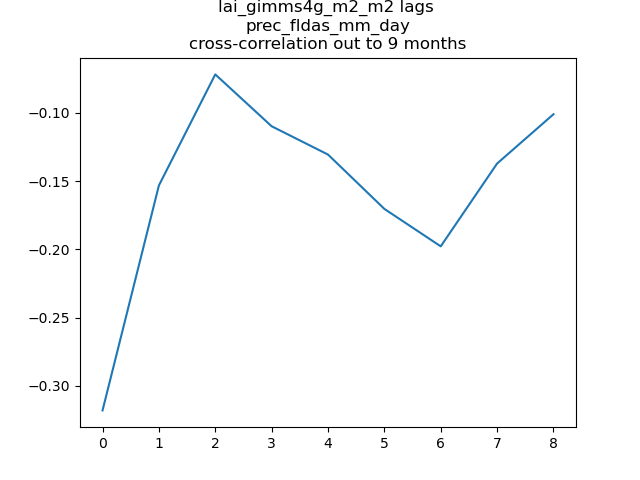 lai_gimms4g_m2_m2 lags
prec_fldas_mm_day
cross-correlation out to 9 months
−0.10
−0.15
−0.20
−0.25
−0.30
0 1 2 3 4 5 6 7 8